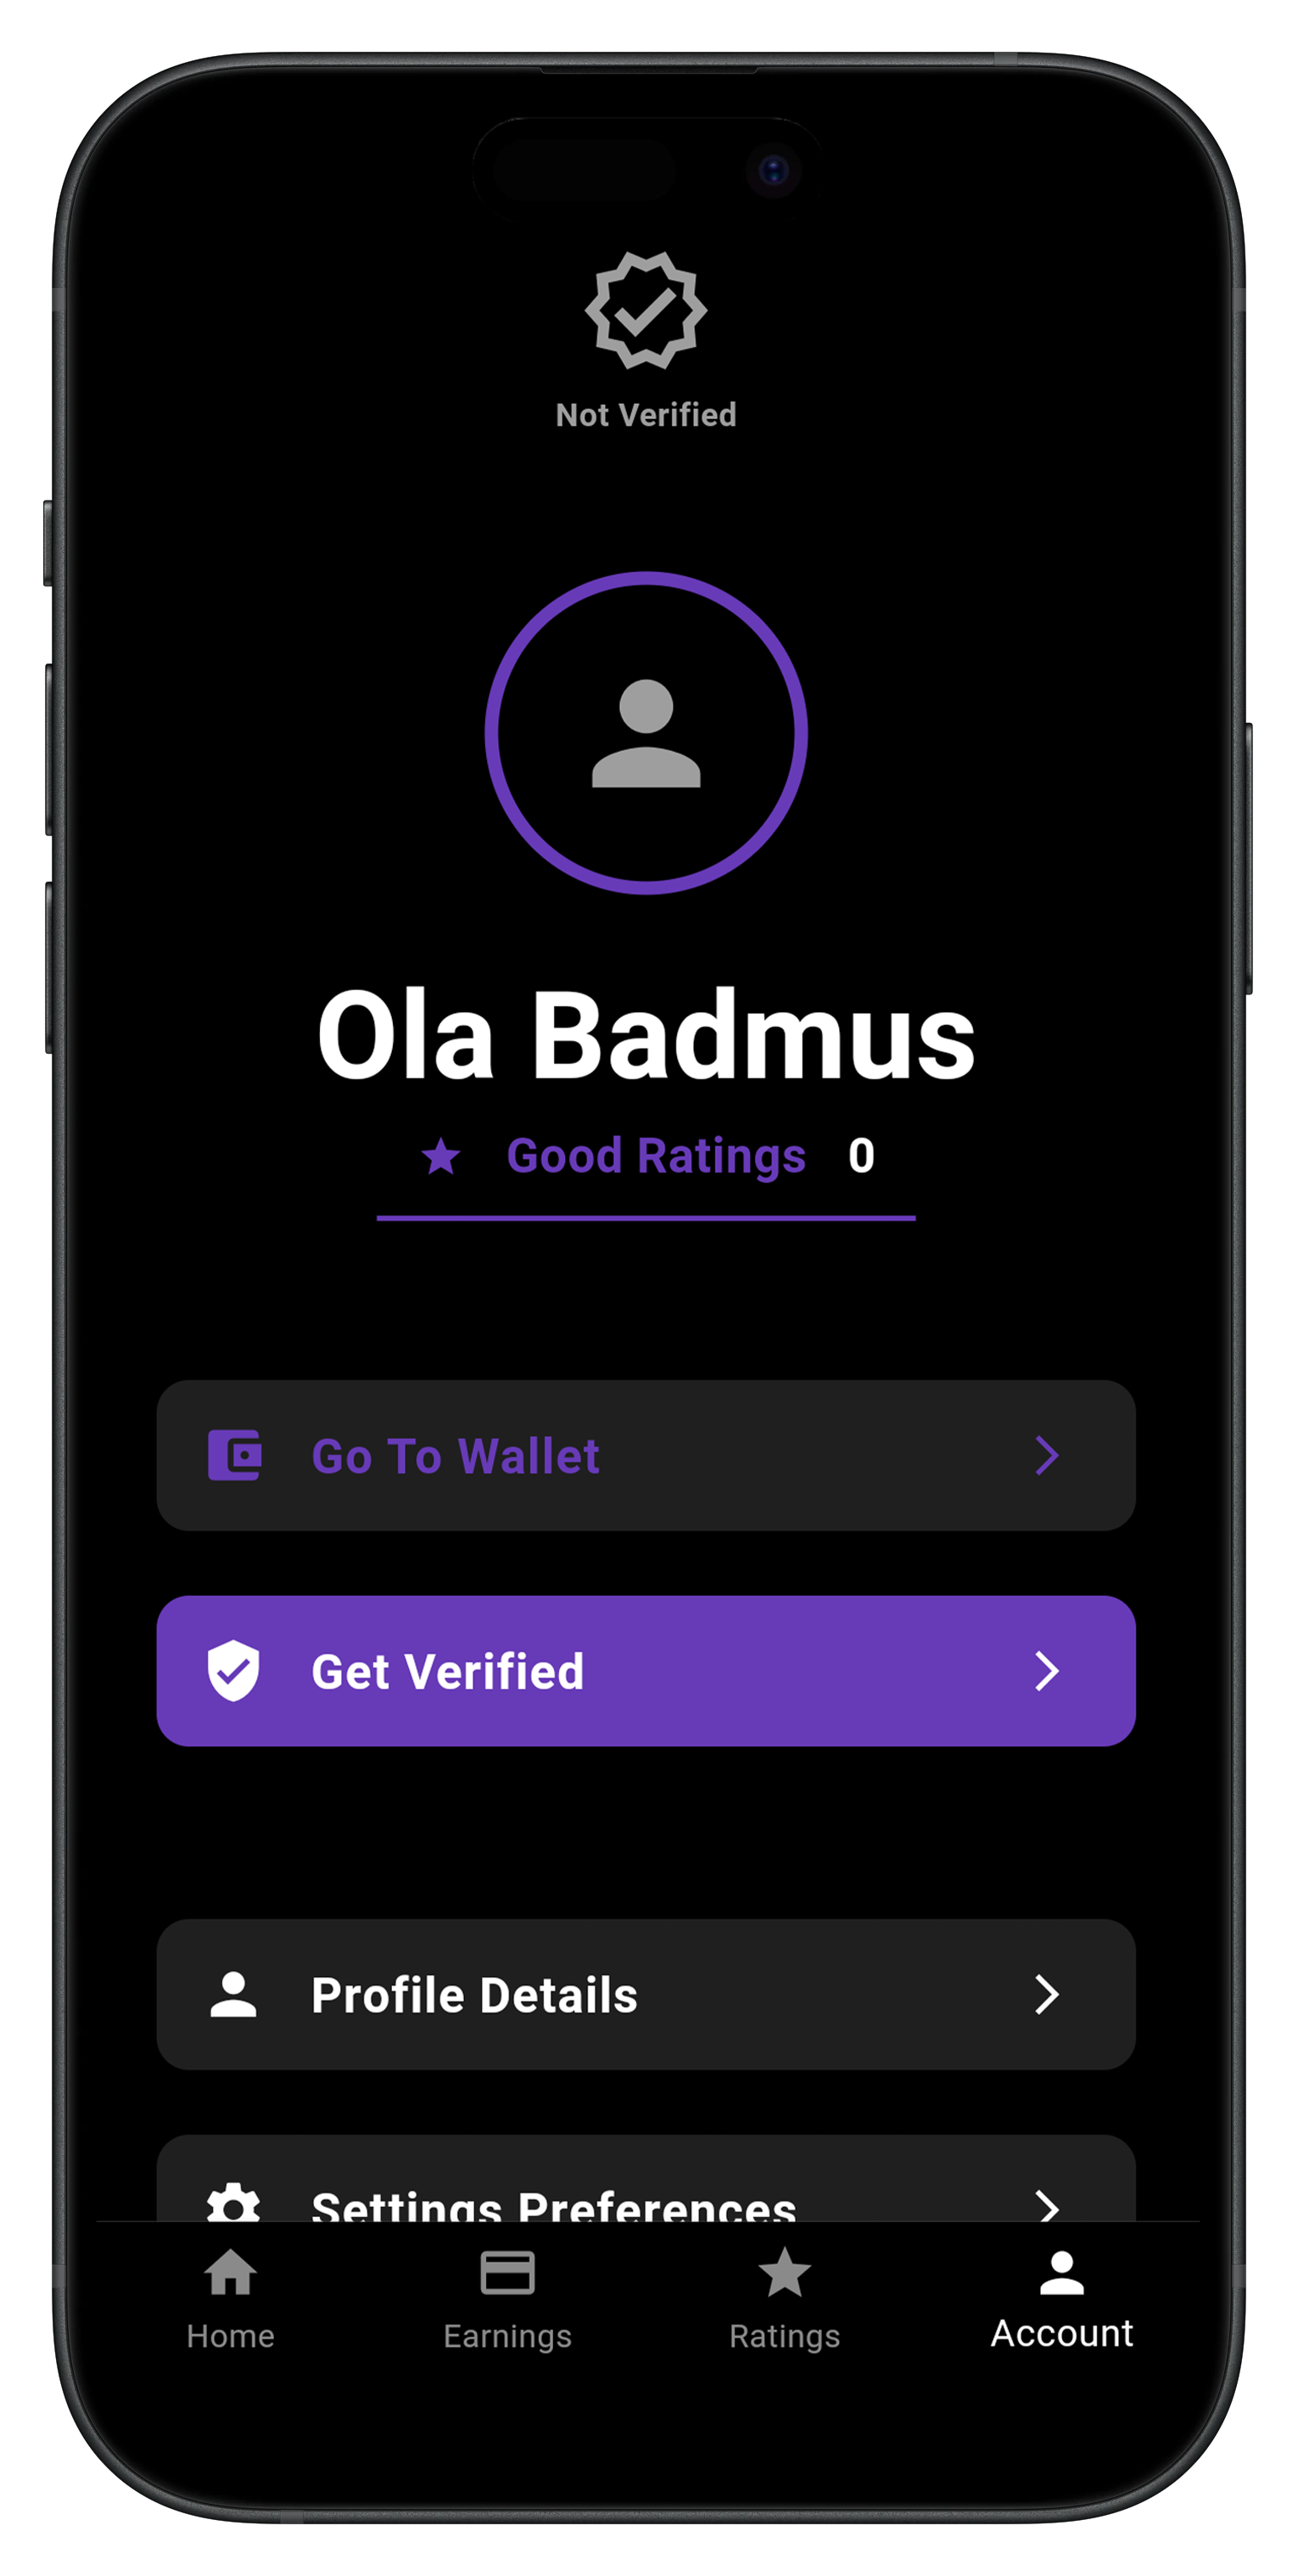 Not Verified
Ola Badmus
Good Ratings 0
Go To Wallet
Get Verified
Profile Details
Settings Preferences
Home Earnings Ratings Account